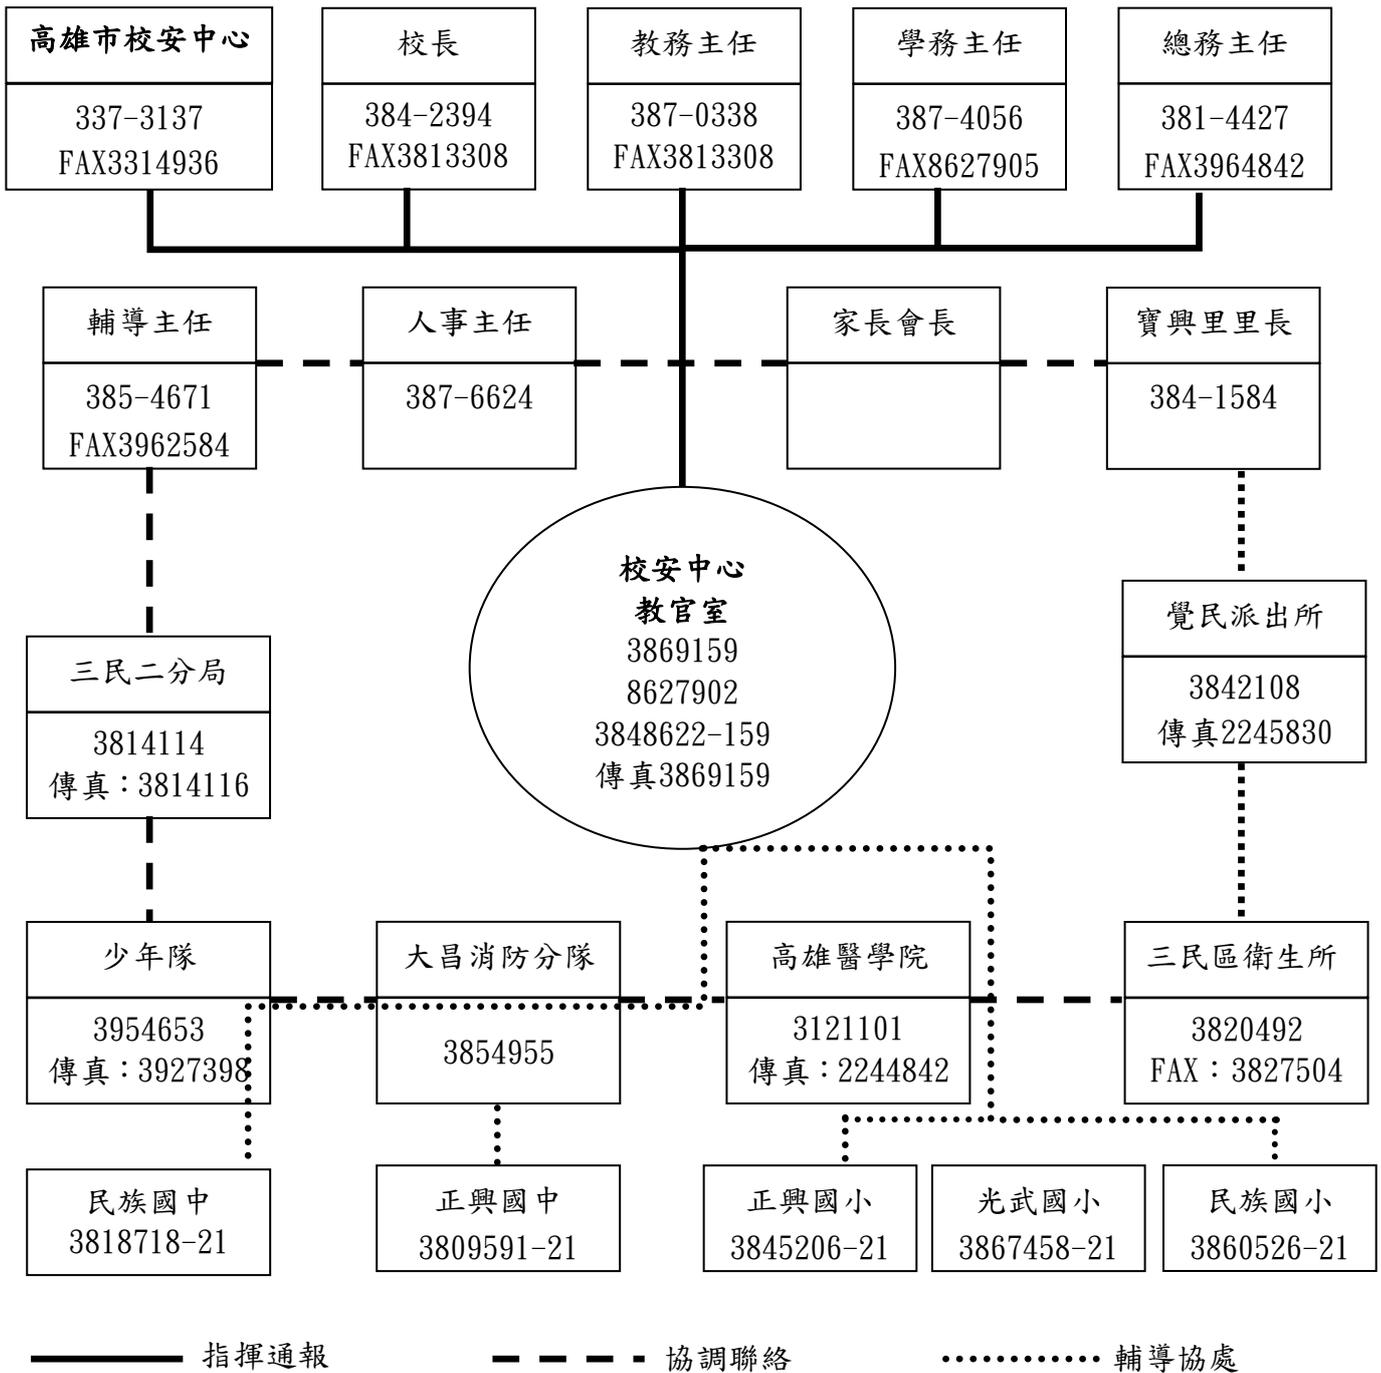 高雄市校安中心
337-3137
FAX3314936
校長
384-2394
FAX3813308
教務主任
387-0338
FAX3813308
學務主任
387-4056
FAX8627905
總務主任
381-4427
FAX3964842
輔導主任
385-4671
FAX3962584
人事主任
387-6624
家長會長
寶興里里長
384-1584
校安中心
教官室
3869159
8627902
3848622-159
傳真3869159
三民二分局
3814114
傳真：3814116
覺民派出所
3842108
傳真2245830
少年隊
3954653
傳真：3927398
大昌消防分隊
3854955
高雄醫學院
3121101
傳真：2244842
三民區衛生所
3820492
FAX：3827504
民族國中
3818718-21
正興國中
3809591-21
正興國小
3845206-21
光武國小
3867458-21
民族國小
3860526-21
指揮通報
協調聯絡
輔導協處